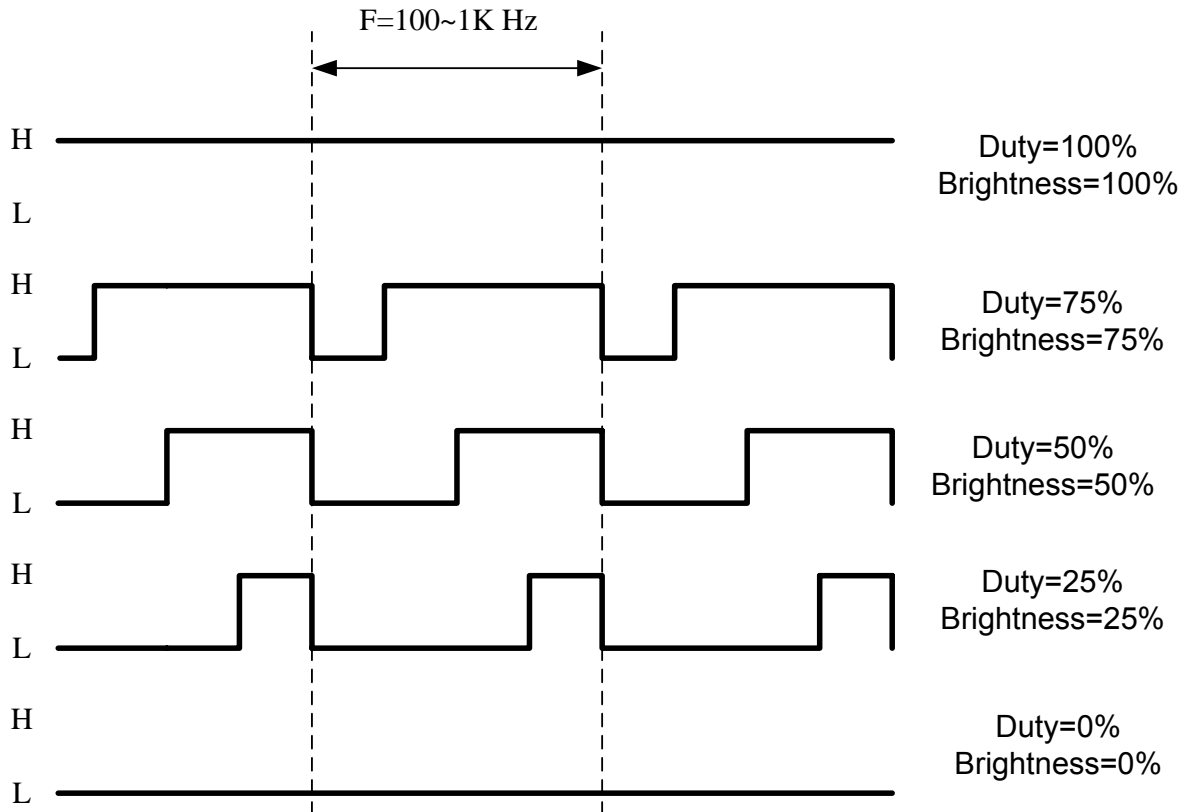 F=100~1K Hz
H
Duty=100%
Brightness=100%
L
H
Duty=75%
Brightness=75%
L
H
Duty=50%
Brightness=50%
L
H
Duty=25%
Brightness=25%
L
H
Duty=0%
Brightness=0%
L